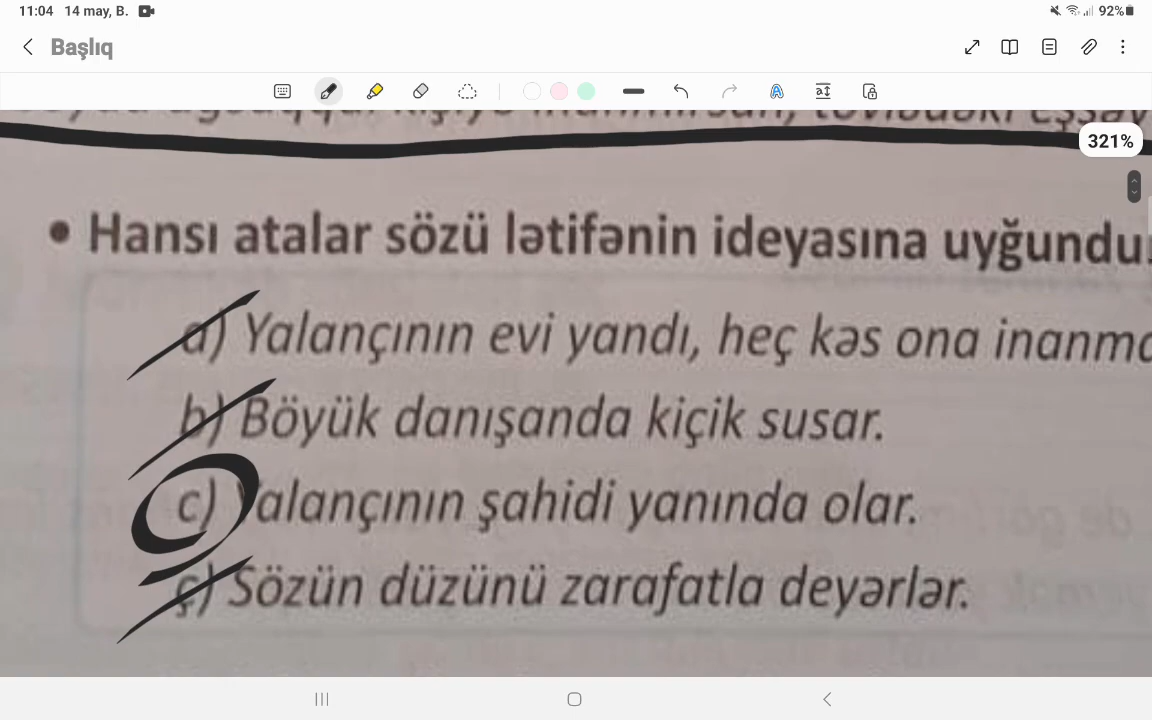 11:04 14 may, B. 92%
Başlıq
321%
• Hansı atalar sözü lətifənin ideyasına uyğundu
a) Yalançının evi yandı, heç kəs ona inanma
b) Böyük danışanda kiçik susar.
c) Yalançının şahidi yanında olar.
ç) Sözün düzünü zarafatla deyərlər.